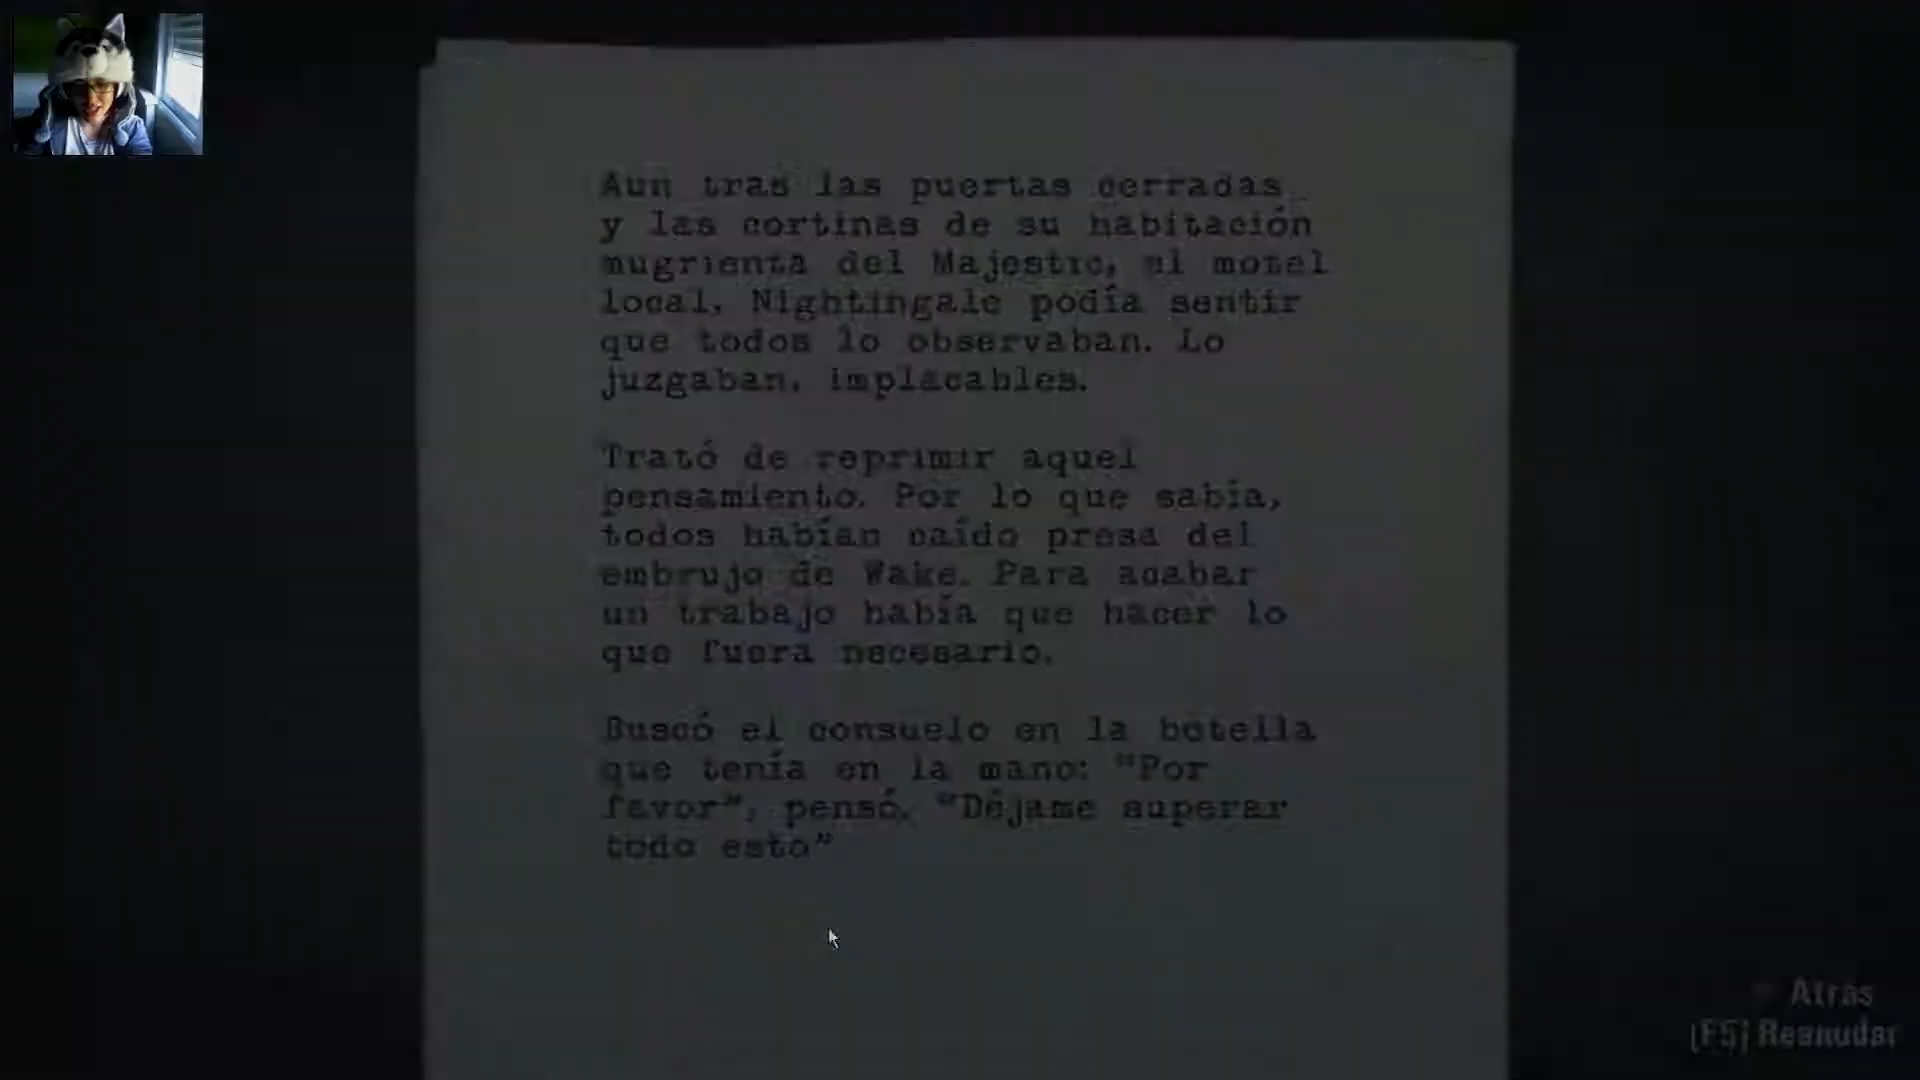 Aun tras las puertas cerradas
y las cortinas de su habitación
mugrienta del Majestic, el motel
local, Nightingale podía sentir
que todos lo observaban. Lo
juzgaban, implacables.
Trató de reprimir aquel
pensamiento. Por lo que sabía,
todos habían caído presa del
embrujo de Wake. Para acabar
un trabajo había que hacer lo
que fuera necesario.
Buscó el consuelo en la botella
que tenía en la mano: "Por
favor", pensó, "Déjame superar
todo esto"
Atrás
[F5] Reanudar